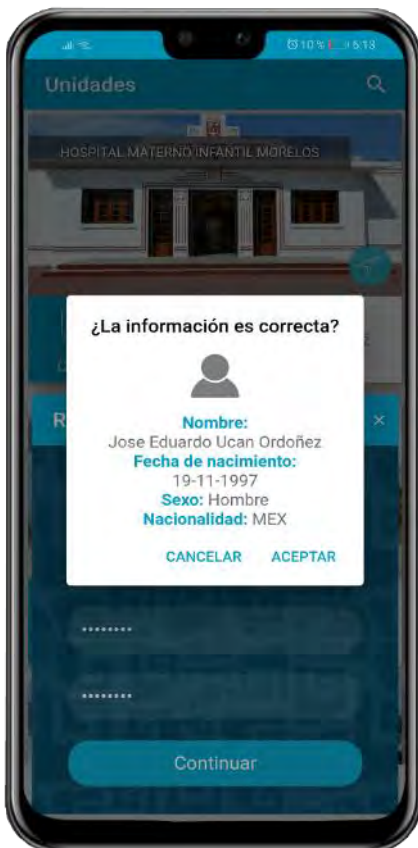 10 % 5:13
Unidades
HOSPITAL MATERNO INFANTIL MORELOS
¿La información es correcta?
R
×
Nombre:
Jose Eduardo Ucan Ordoñez
Fecha de nacimiento:
19-11-1997
Sexo: Hombre
Nacionalidad: MEX
CANCELAR ACEPTAR
••••••••
••••••••
Continuar